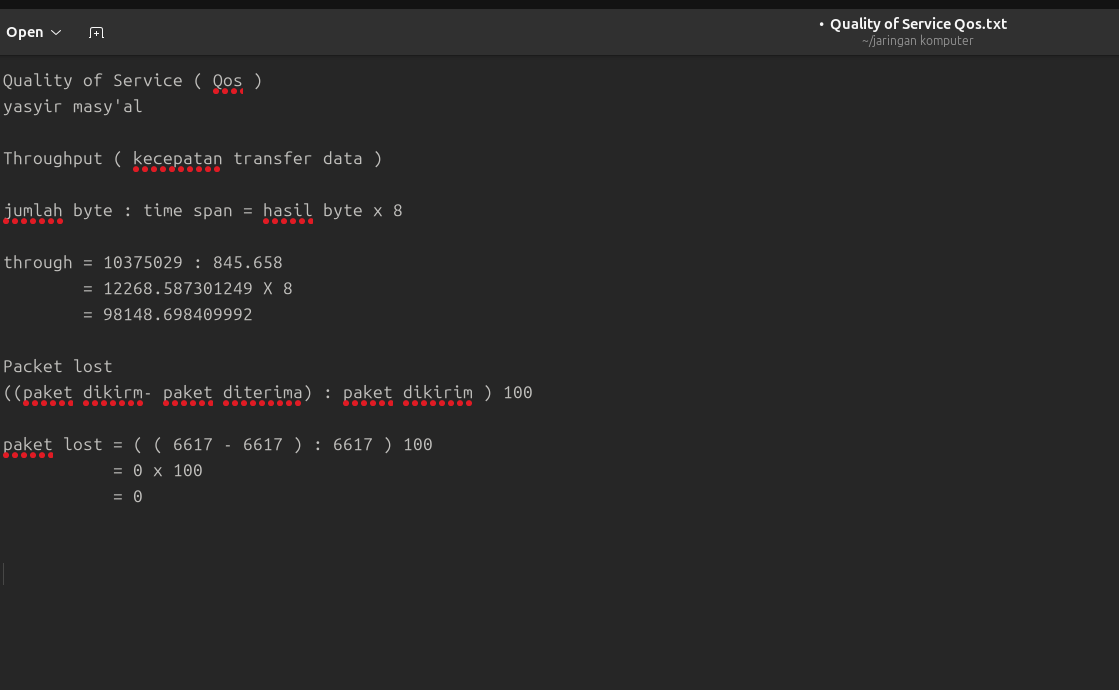 Open
• Quality of Service Qos.txt
~/jaringan komputer
Quality of Service ( Qos )
yasyir masy'al
Throughput ( kecepatan transfer data )
jumlah byte : time span = hasil byte x 8
through = 10375029 : 845.658
= 12268.587301249 X 8
= 98148.698409992
Packet lost
((paket dikirm- paket diterima) : paket dikirim ) 100
paket lost = ( ( 6617 - 6617 ) : 6617 ) 100
= 0 x 100
= 0